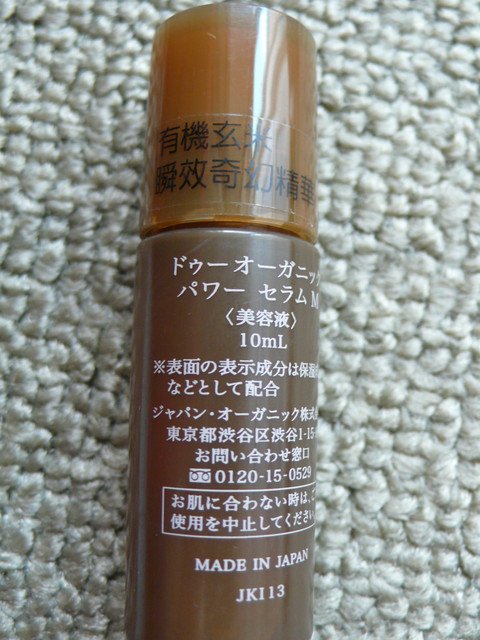 有機玄米
瞬效奇幻精華
ドゥーオーガニック
パワー セラム M
〈美容液〉
10mL
※表面の表示成分は保湿
などとして配合
ジャパン・オーガニック株式
東京都渋谷区渋谷1-15-
お問い合わせ窓口
0120-15-0529
お肌に合わない時は、ご
使用を中止してください。
MADE IN JAPAN
JKI13